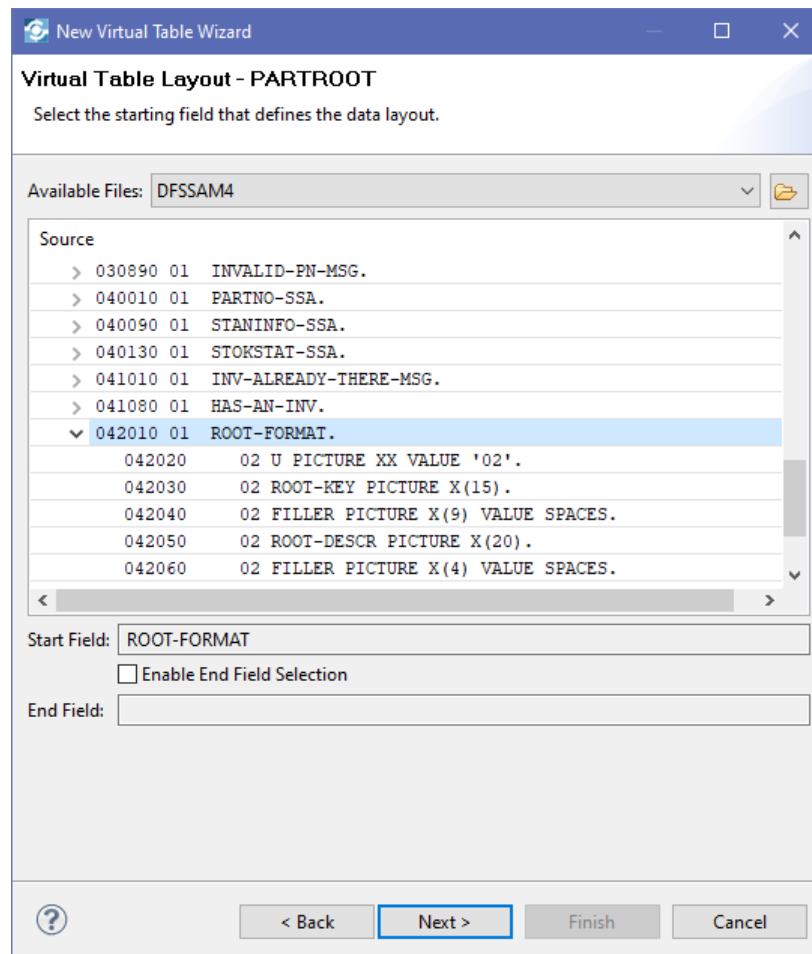 New Virtual Table Wizard
Virtual Table Layout - PARTROOT
Select the starting field that defines the data layout.
Available Files: DFSSAM4
Source
030890 01 INVALID-PN-MSG.
040010 01 PARTNO-SSA.
040090 01 STANINFO-SSA.
040130 01 STOKSTAT-SSA.
041010 01 INV-ALREADY-THERE-MSG.
041080 01 HAS-AN-INV.
042010 01 ROOT-FORMAT.
042020 02 U PICTURE XX VALUE '02'.
042030 02 ROOT-KEY PICTURE X(15).
042040 02 FILLER PICTURE X(9) VALUE SPACES.
042050 02 ROOT-DESCR PICTURE X(20).
042060 02 FILLER PICTURE X(4) VALUE SPACES.
Start Field: ROOT-FORMAT
Enable End Field Selection
End Field:
< Back Next > Finish Cancel